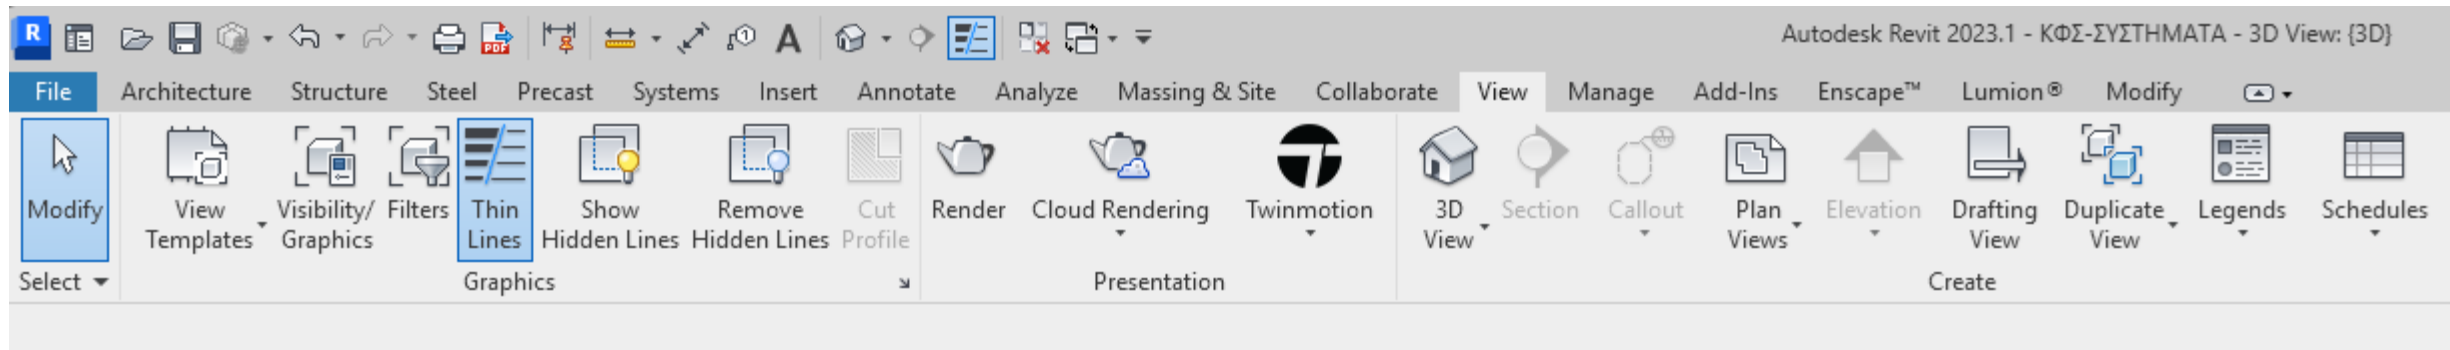 R
PDF
A
Autodesk Revit 2023.1 - ΚΦΣ-ΣΥΣΤΗΜΑΤΑ - 3D View: {3D}
File Architecture Structure Steel Precast Systems Insert Annotate Analyze Massing & Site Collaborate View Manage Add-Ins Enscape™ Lumion® Modify
Modify
View
Templates
Visibility/
Graphics
Filters
Thin
Lines
Show
Hidden Lines
Remove
Hidden Lines
Cut
Profile
Render
Cloud Rendering
Twinmotion
3D
View
Section
Callout
Plan
Views
Elevation
Drafting
View
Duplicate
View
Legends
Schedules
Select
Graphics
Presentation
Create